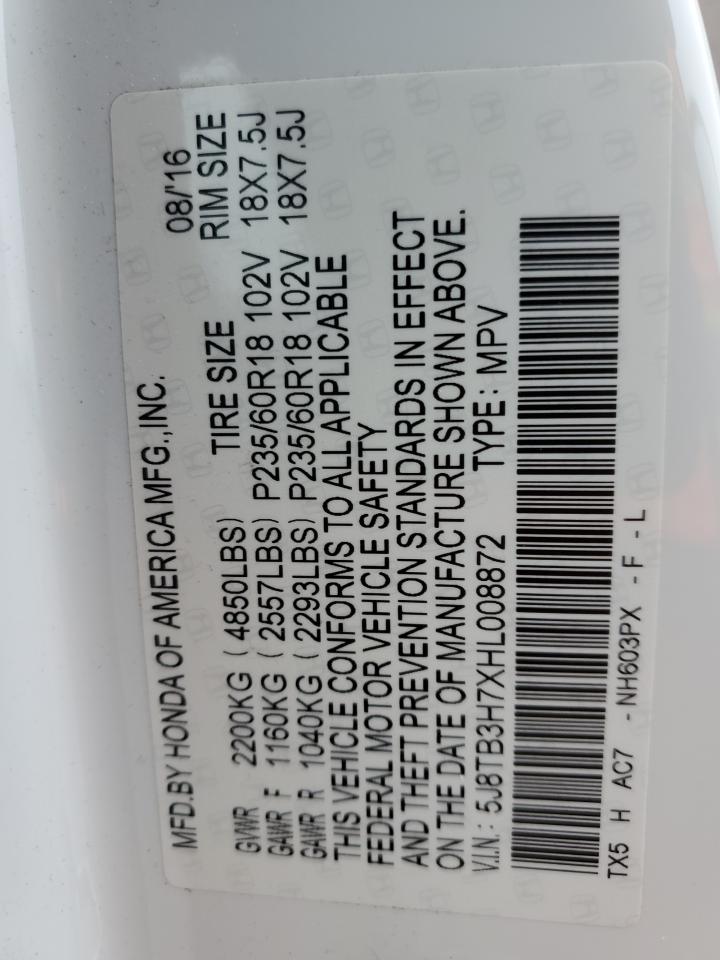 MFD.BY HONDA OF AMERICA MFG.,INC. 08/'16
GVWR 2200KG ( 4850LBS) TIRE SIZE RIM SIZE
GAWR F 1160KG ( 2557LBS) P235/60R18 102V 18X7.5J
GAWR R 1040KG ( 2293LBS) P235/60R18 102V 18X7.5J
THIS VEHICLE CONFORMS TO ALL APPLICABLE
FEDERAL MOTOR VEHICLE SAFETY
AND THEFT PREVENTION STANDARDS IN EFFECT
ON THE DATE OF MANUFACTURE SHOWN ABOVE.
V.I.N.: 5J8TB3H7XHL008872 TYPE: MPV
TX5 H AC7 - NH603PX - F - L